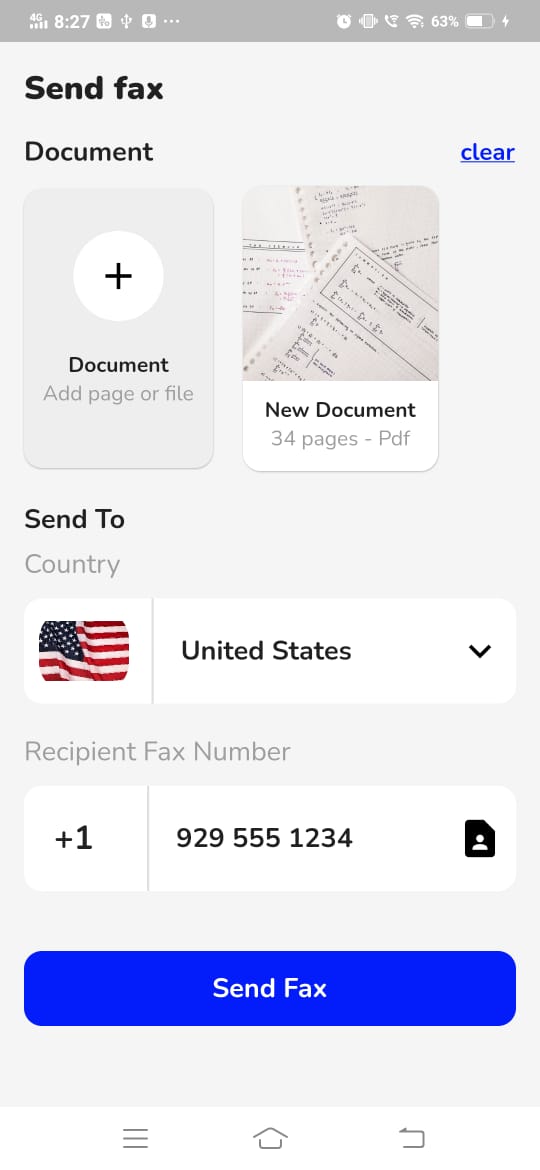 4G 8:27 63%
Send fax
Document clear
Document
Add page or file
New Document
34 pages - Pdf
Send To
Country
United States
Recipient Fax Number
+1 929 555 1234
Send Fax